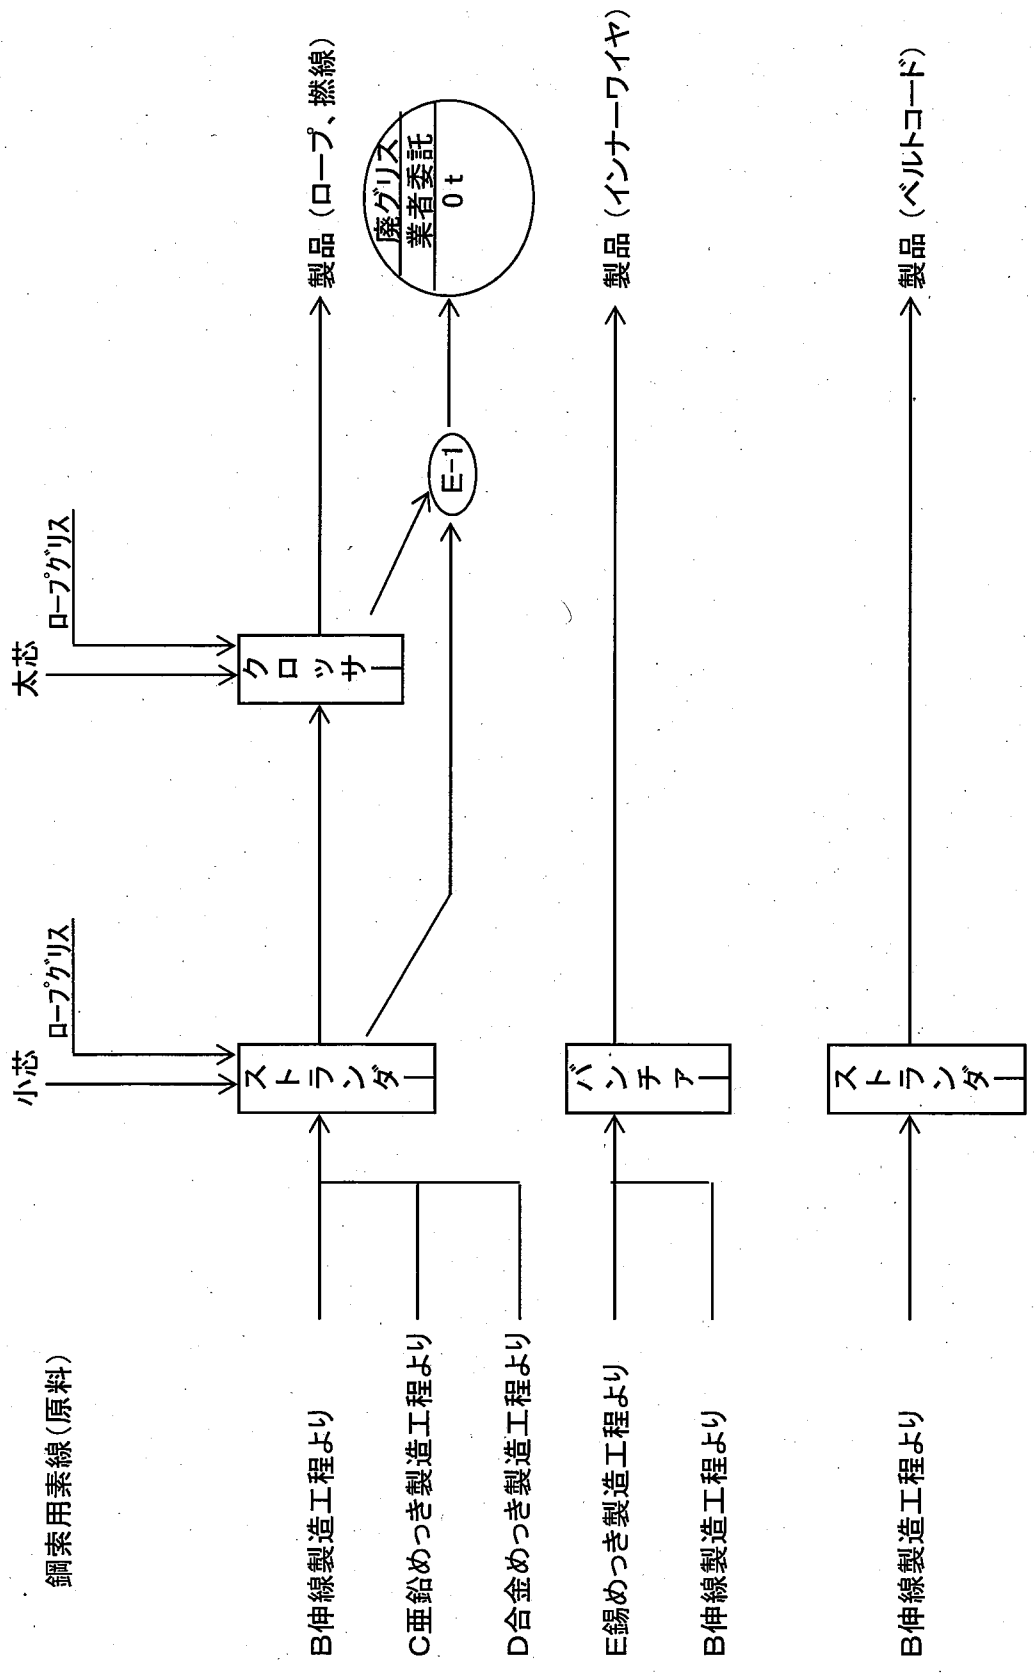 鋼索用素線(原料)
小芯
ロープグリス
太芯
ロープグリス
B伸線製造工程より
C亜鉛めっき製造工程より
D合金めっき製造工程より
ストランダー
クロッサー
製品(ロープ、撚線)
E-1
廃グリス
業者委託
0t
E錫めっき製造工程より
B伸線製造工程より
バンチァー
製品(インナーワイヤ)
B伸線製造工程より
ストランダー
製品(ベルトコード)